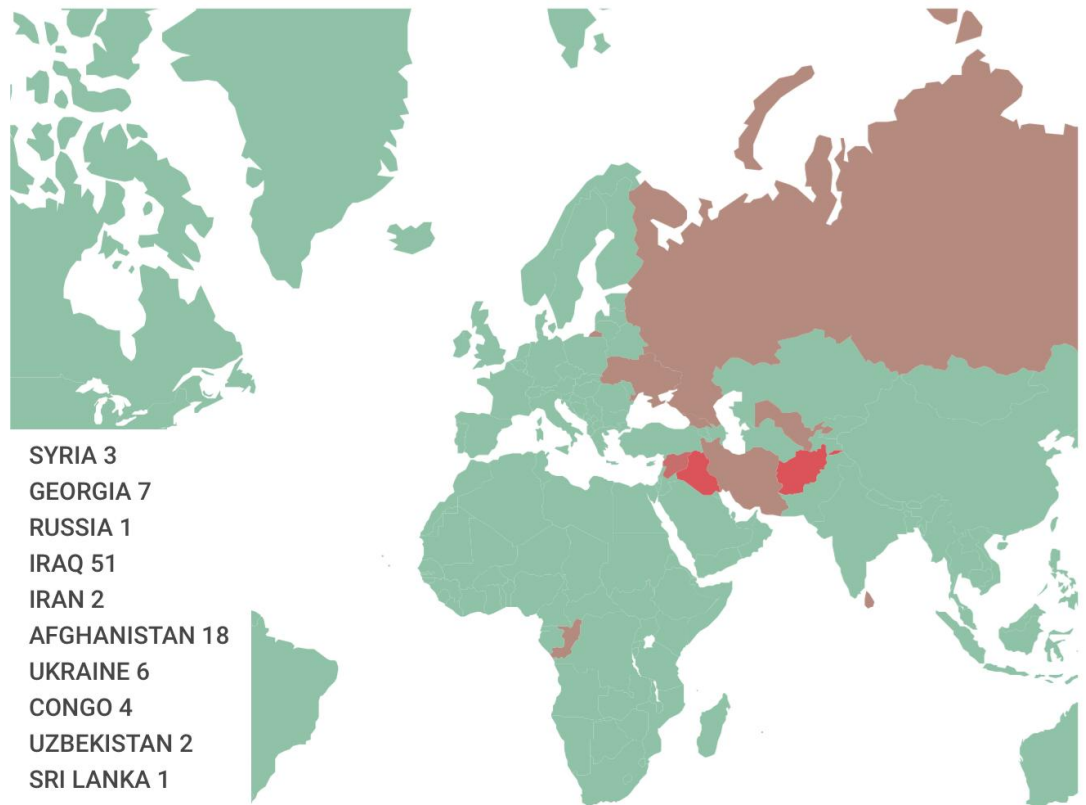 SYRIA 3
GEORGIA 7
RUSSIA 1
IRAQ 51
IRAN 2
AFGHANISTAN 18
UKRAINE 6
CONGO 4
UZBEKISTAN 2
SRI LANKA 1